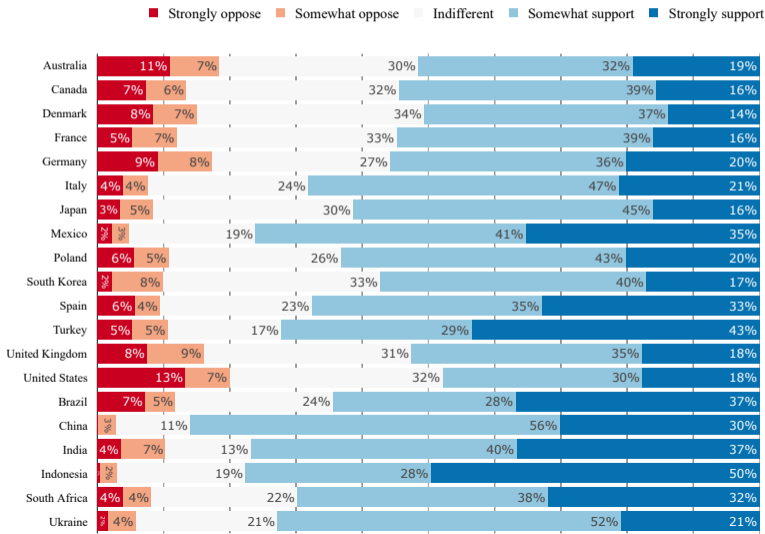 Strongly oppose Somewhat oppose Indifferent Somewhat support Strongly support
Australia 11% 7% 30% 32% 19%
Canada 7% 6% 32% 39% 16%
Denmark 8% 7% 34% 37% 14%
France 5% 7% 33% 39% 16%
Germany 9% 8% 27% 36% 20%
Italy 4% 4% 24% 47% 21%
Japan 3% 5% 30% 45% 16%
Mexico 2% 3% 19% 41% 35%
Poland 6% 5% 26% 43% 20%
South Korea 2% 8% 33% 40% 17%
Spain 6% 4% 23% 35% 33%
Turkey 5% 5% 17% 29% 43%
United Kingdom 8% 9% 31% 35% 18%
United States 13% 7% 32% 30% 18%
Brazil 7% 5% 24% 28% 37%
China 3% 11% 56% 30%
India 4% 7% 13% 40% 37%
Indonesia 2% 19% 28% 50%
South Africa 4% 4% 22% 38% 32%
Ukraine 2% 4% 21% 52% 21%